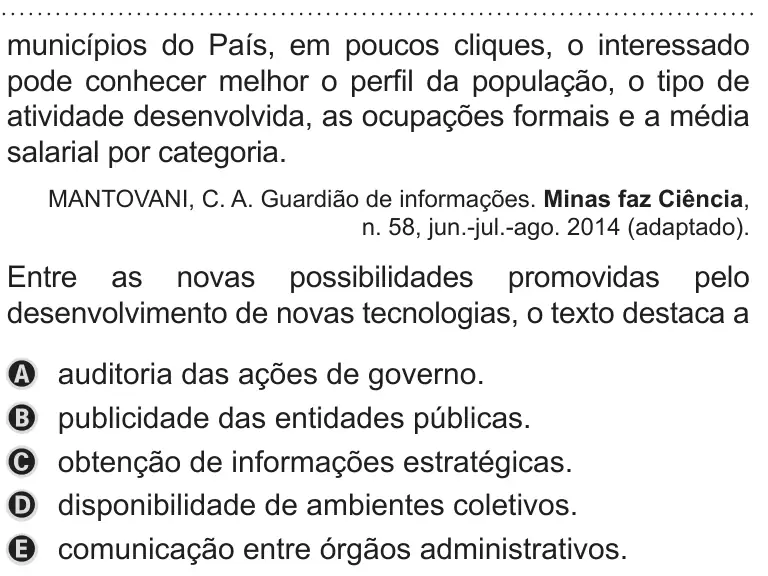 municípios do País, em poucos cliques, o interessado
pode conhecer melhor o perfil da população, o tipo de
atividade desenvolvida, as ocupações formais e a média
salarial por categoria.
MANTOVANI, C. A. Guardião de informações. Minas faz Ciência,
n. 58, jun.-jul.-ago. 2014 (adaptado).
Entre as novas possibilidades promovidas pelo
desenvolvimento de novas tecnologias, o texto destaca a
A auditoria das ações de governo.
B publicidade das entidades públicas.
C obtenção de informações estratégicas.
D disponibilidade de ambientes coletivos.
E comunicação entre órgãos administrativos.